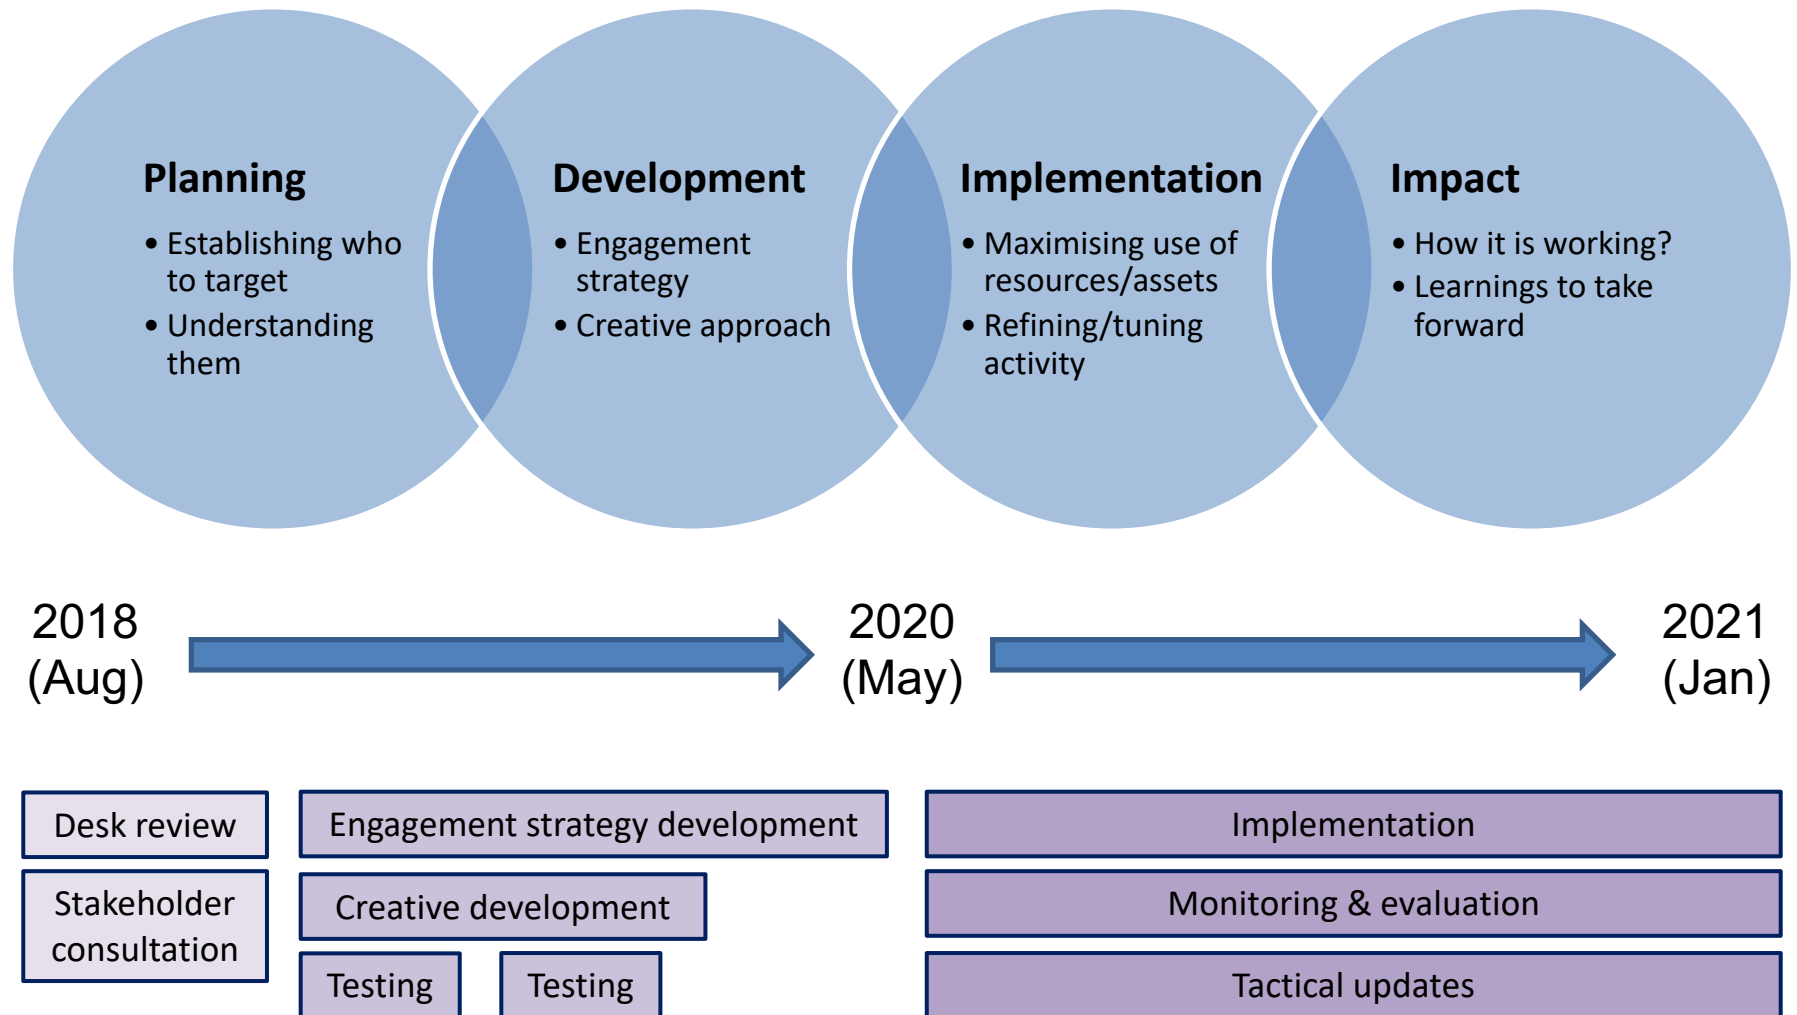 Planning
• Establishing who
to target
• Understanding
them
Development
• Engagement
strategy
• Creative approach
Implementation
• Maximising use of
resources/assets
• Refining/tuning
activity
Impact
• How it is working?
• Learnings to take
forward
2018
(Aug)
2020
(May)
2021
(Jan)
Desk review
Stakeholder
consultation
Engagement strategy development
Creative development
Testing
Testing
Implementation
Monitoring & evaluation
Tactical updates